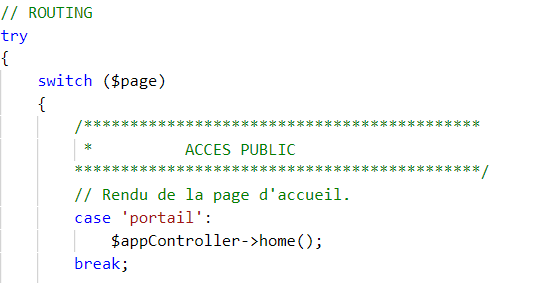 // ROUTING
try
{
switch ($page)
{
/*******************************************
* ACCES PUBLIC
********************************************/
// Rendu de la page d'accueil.
case 'portail':
$appController->home();
break;